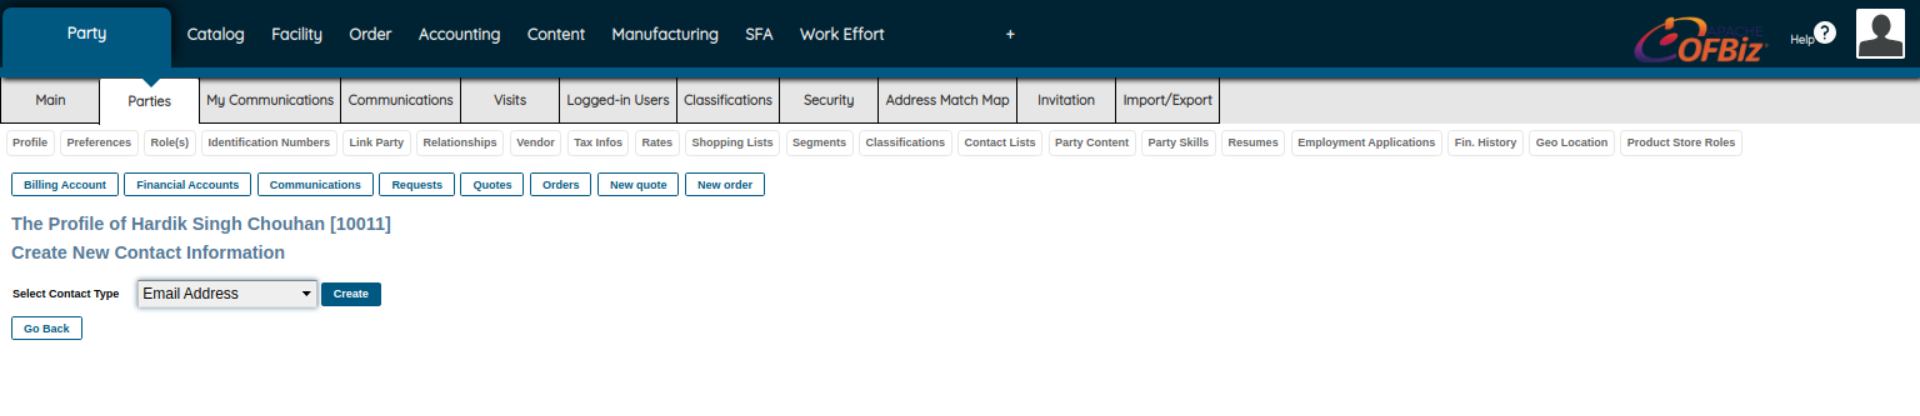 Party Catalog Facility Order Accounting Content Manufacturing SFA Work Effort + APACHE OFBiz Help ?
Main Parties My Communications Communications Visits Logged-in Users Classifications Security Address Match Map Invitation Import/Export
Profile Preferences Role(s) Identification Numbers Link Party Relationships Vendor Tax Infos Rates Shopping Lists Segments Classifications Contact Lists Party Content Party Skills Resumes Employment Applications Fin. History Geo Location Product Store Roles
Billing Account Financial Accounts Communications Requests Quotes Orders New quote New order
The Profile of Hardik Singh Chouhan [10011]
Create New Contact Information
Select Contact Type Email Address Create
Go Back